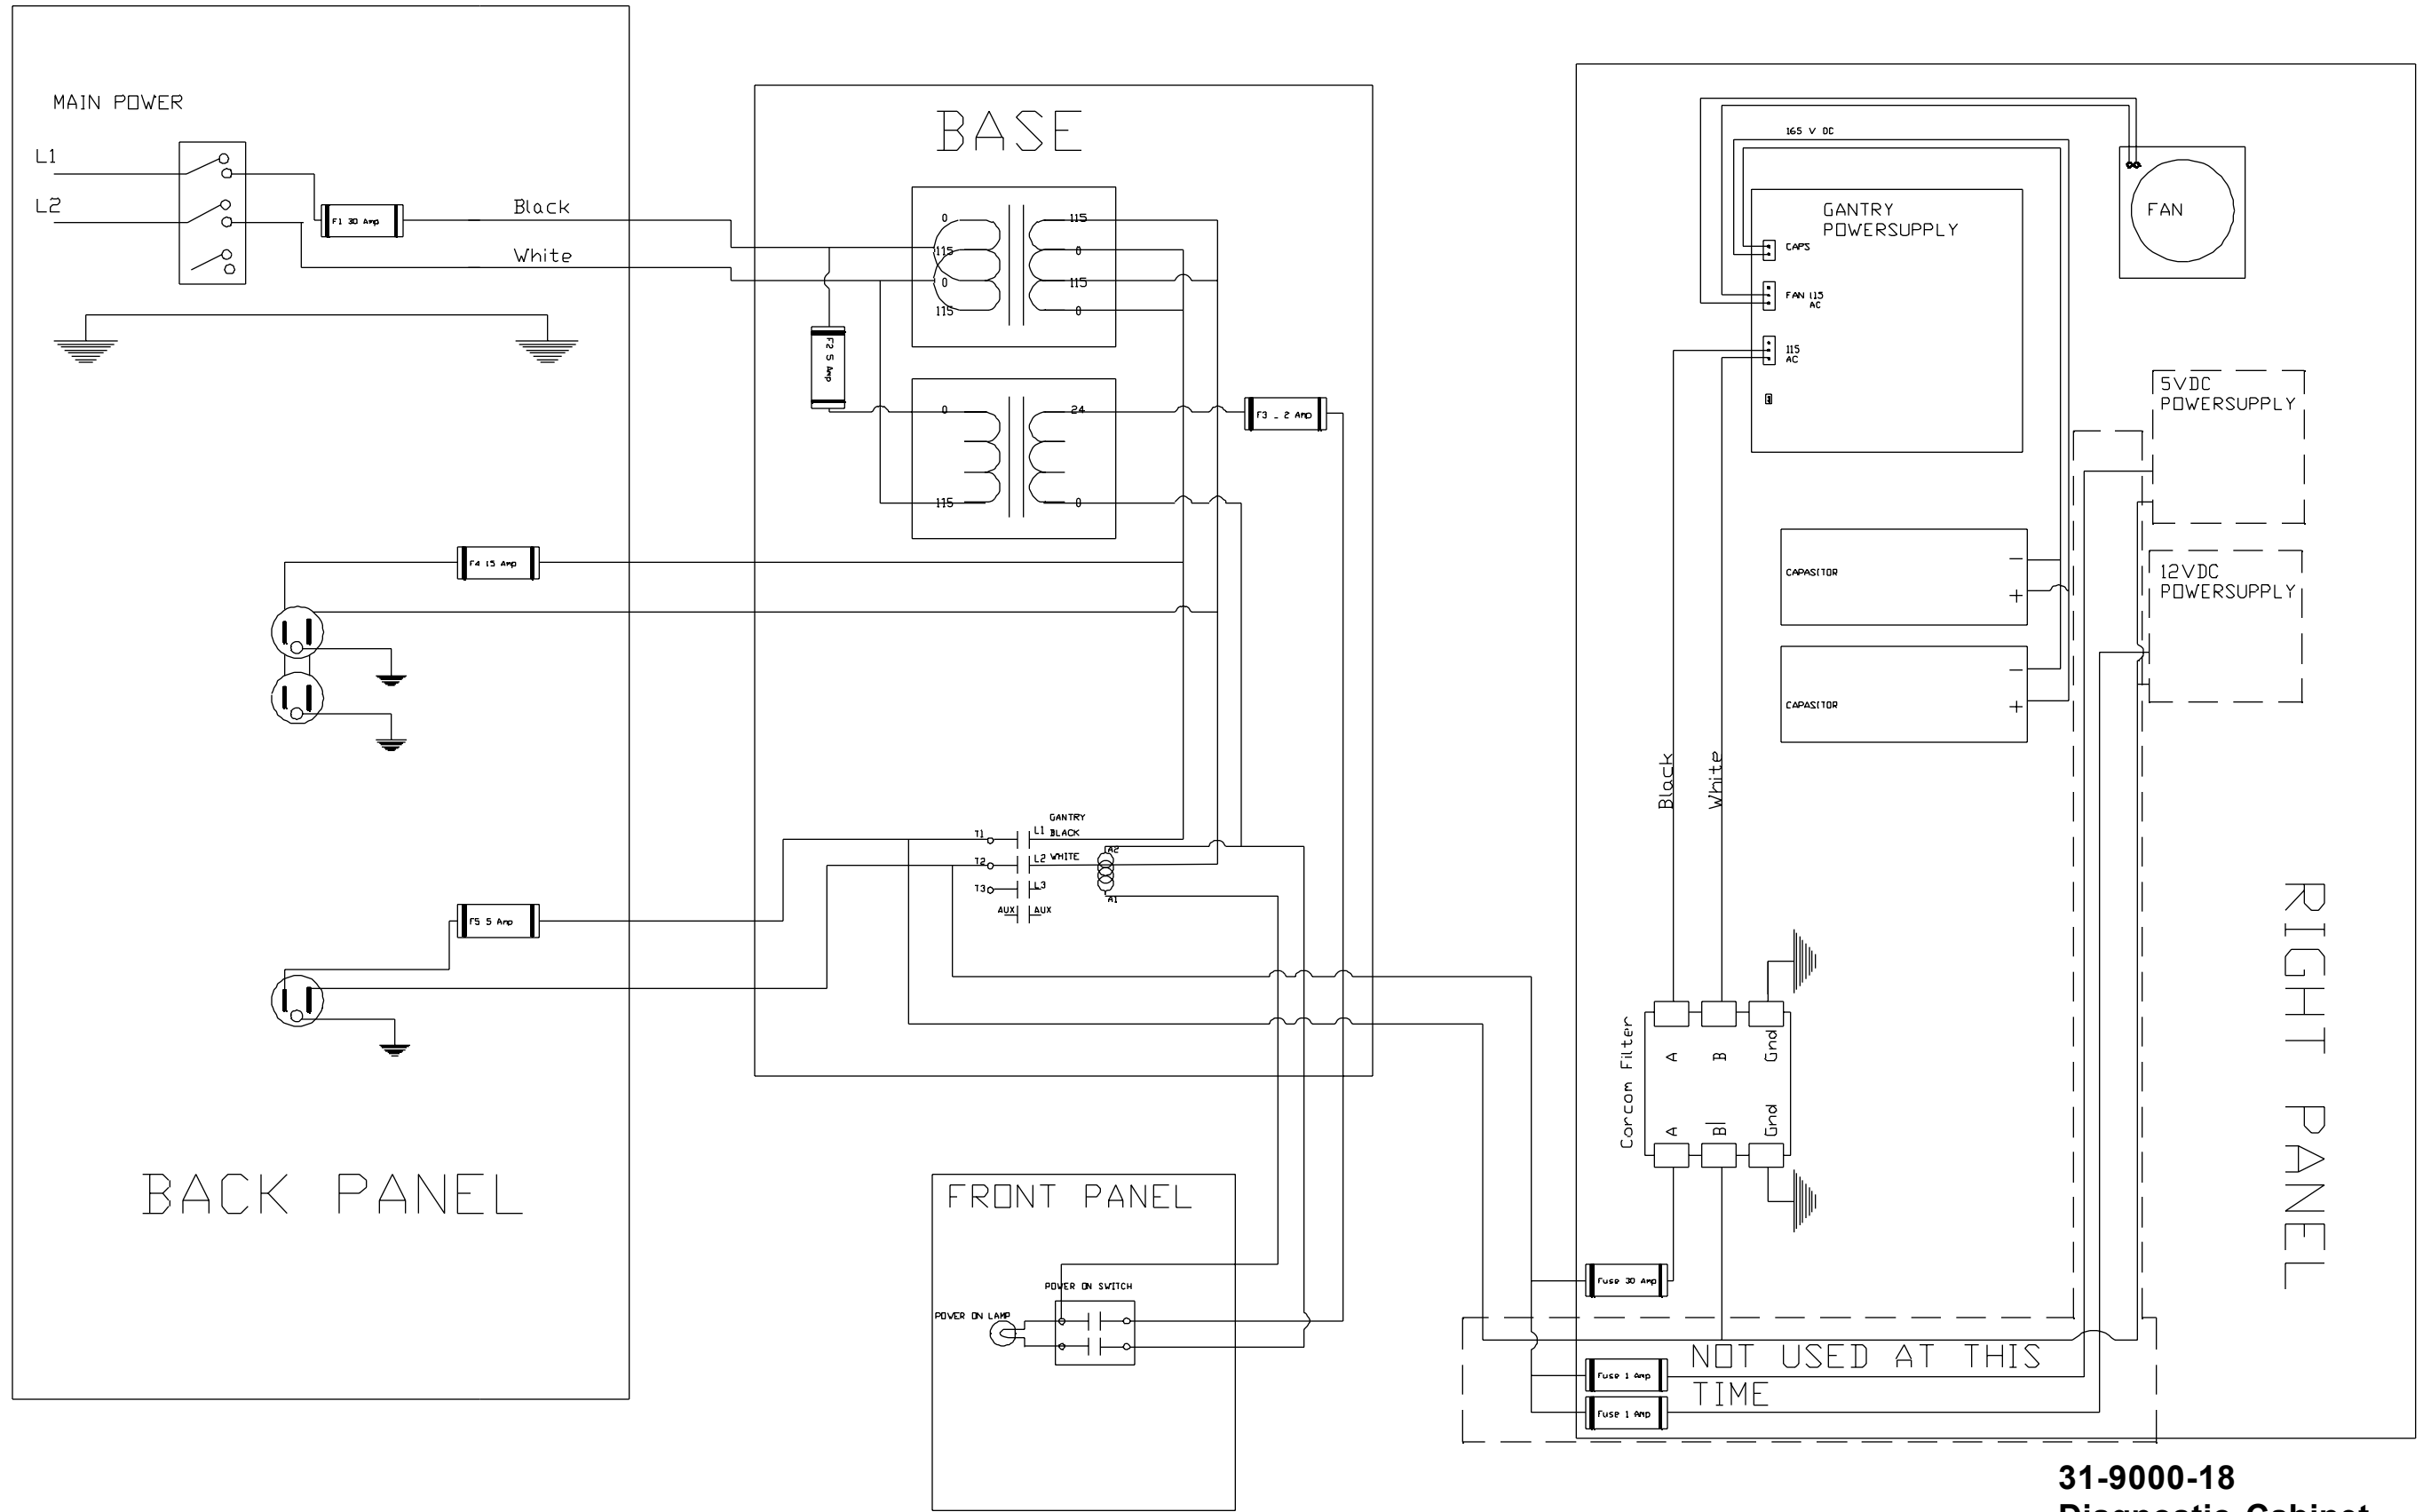 MAIN POWER
L1
L2
F1 30 Amp
Black
White
F4 15 Amp
F5 5 Amp
BACK PANEL
BASE
0
115
0
115
115
0
115
0
F2 5 Amp
0
115
24
0
F3 _ 2 Amp
GANTRY
T1
L1
BLACK
T2
L2
WHITE
T3
L3
AUX
AUX
A2
A1
FRONT PANEL
POWER ON SWITCH
POWER ON LAMP
165 V DC
GANTRY
POWERSUPPLY
CAPS
FAN 115
AC
115
AC
FAN
5VDC
POWERSUPPLY
12VDC
POWERSUPPLY
CAPASITOR
-
+
CAPASITOR
-
+
Black
White
Corcom Filter
A
B
Gnd
A
B
Gnd
Fuse 30 Amp
Fuse 1 Amp
Fuse 1 Amp
NOT USED AT THIS
TIME
RIGHT PANEL
31-9000-18
Diagnostic Cabinet